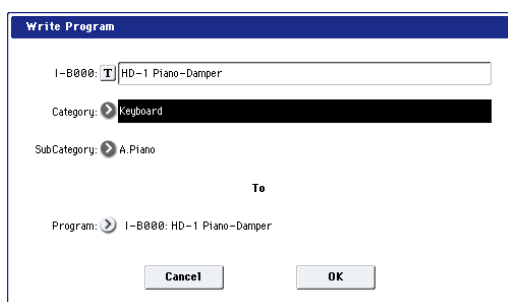 Write Program
I-B000: T HD-1 Piano-Damper
Category: Keyboard
SubCategory: A.Piano
To
Program: I-B000: HD-1 Piano-Damper
Cancel OK